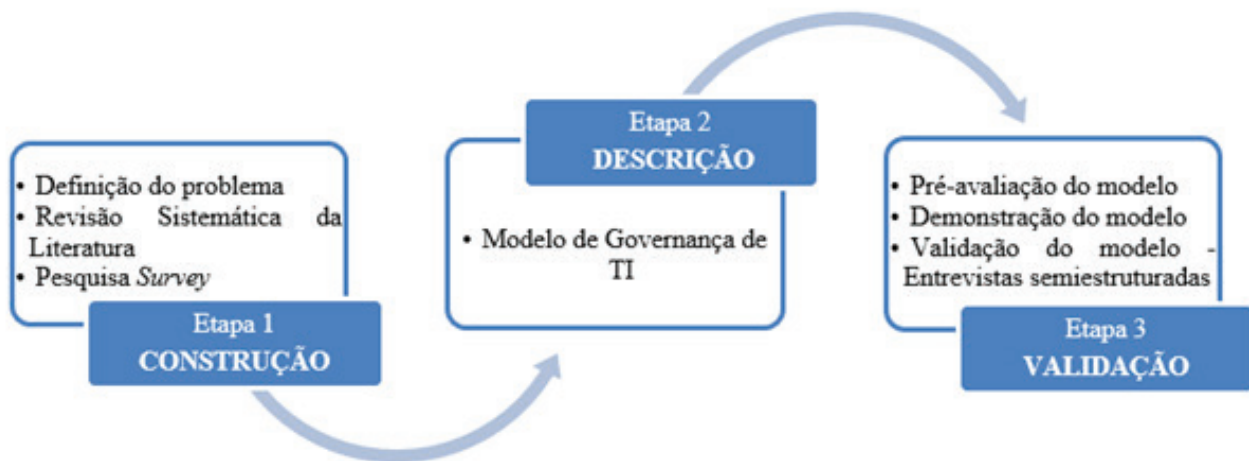 • Definição do problema
• Revisão Sistemática da
Literatura
• Pesquisa Survey
Etapa 1
CONSTRUÇÃO
Etapa 2
DESCRIÇÃO
• Modelo de Governança de
TI
• Pré-avaliação do modelo
• Demonstração do modelo
• Validação do modelo -
Entrevistas semiestruturadas
Etapa 3
VALIDAÇÃO